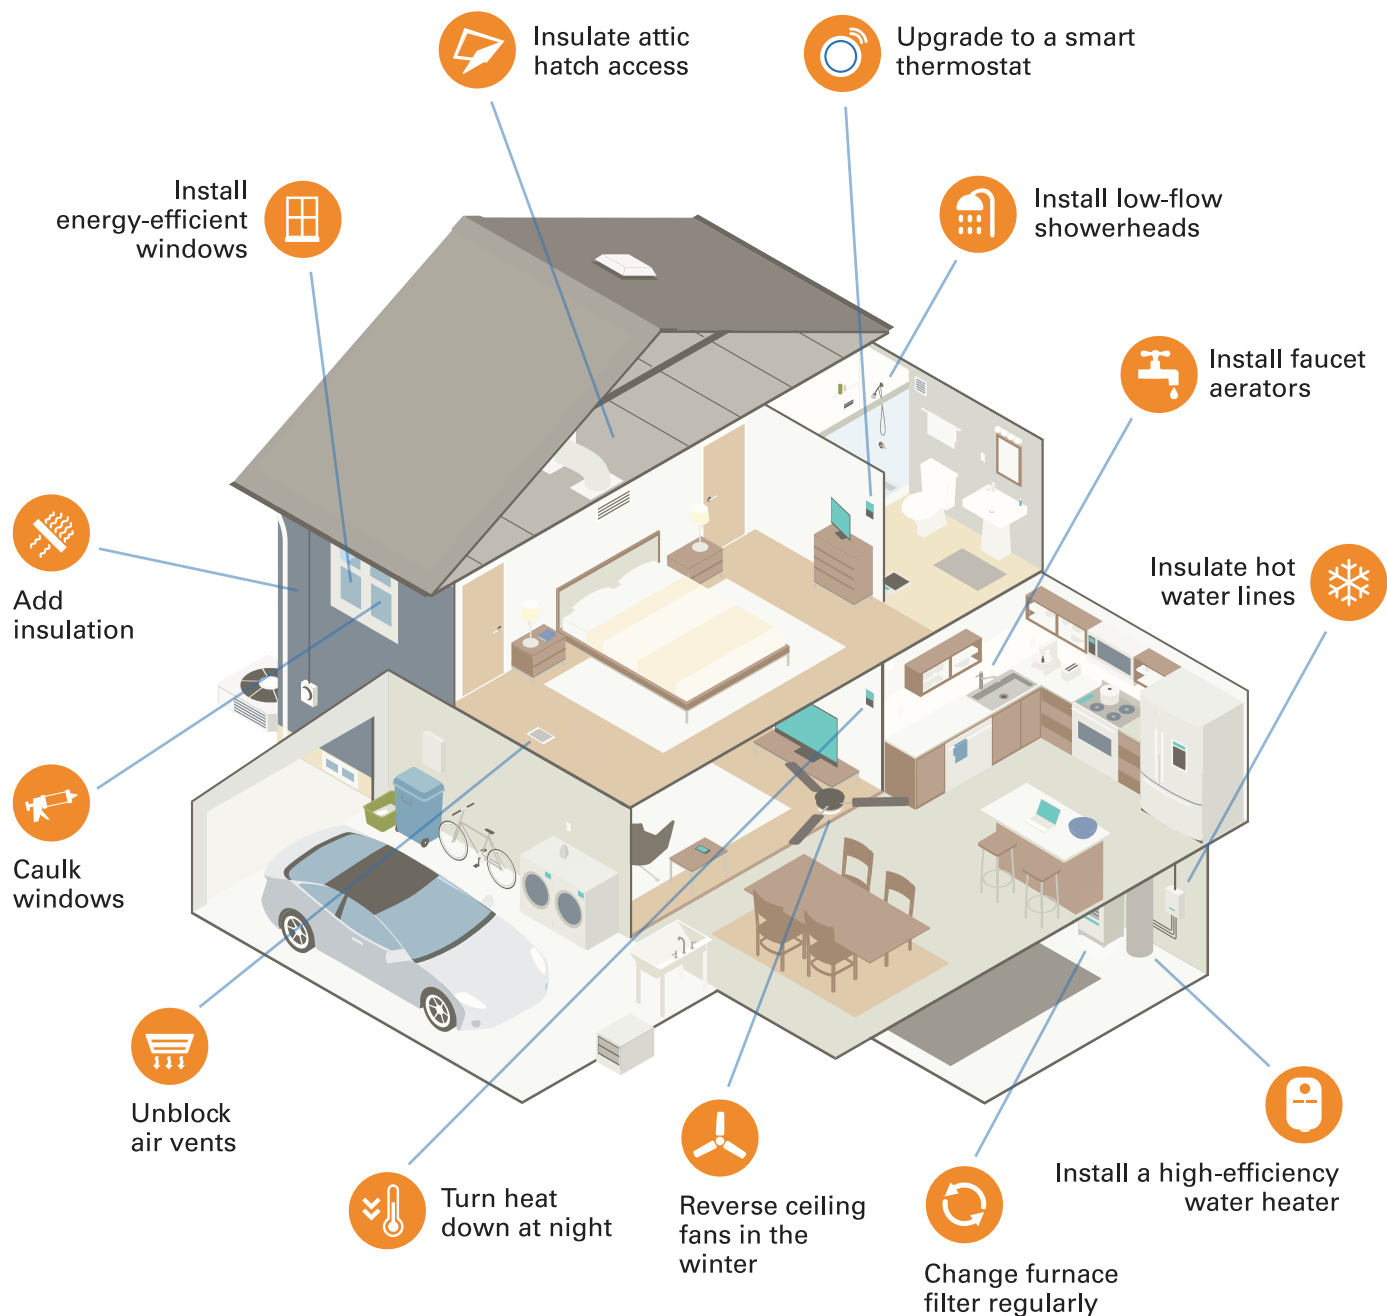 Insulate attic
hatch access
Upgrade to a smart
thermostat
Install
energy-efficient
windows
Install low-flow
showerheads
Install faucet
aerators
Add
insulation
Insulate hot
water lines
Caulk
windows
Unblock
air vents
Turn heat
down at night
Reverse ceiling
fans in the
winter
Install a high-efficiency
water heater
Change furnace
filter regularly